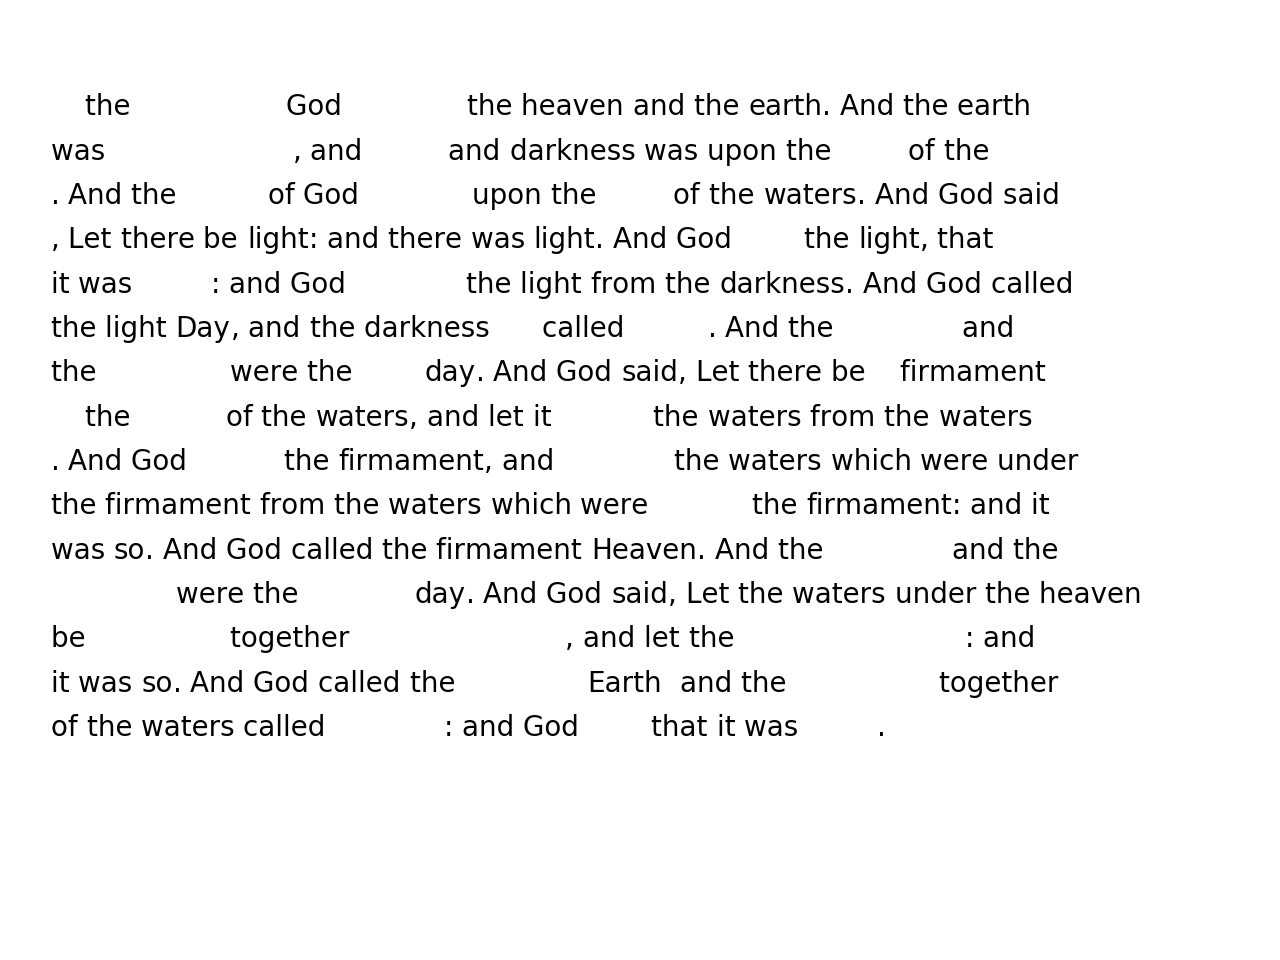 the God the heaven and the earth. And the earth
was , and and darkness was upon the of the
. And the of God upon the of the waters. And God said
, Let there be light: and there was light. And God the light, that
it was : and God the light from the darkness. And God called
the light Day, and the darkness called . And the and
the were the day. And God said, Let there be firmament
the of the waters, and let it the waters from the waters
. And God the firmament, and the waters which were under
the firmament from the waters which were the firmament: and it
was so. And God called the firmament Heaven. And the and the
were the day. And God said, Let the waters under the heaven
be together , and let the : and
it was so. And God called the Earth and the together
of the waters called : and God that it was .